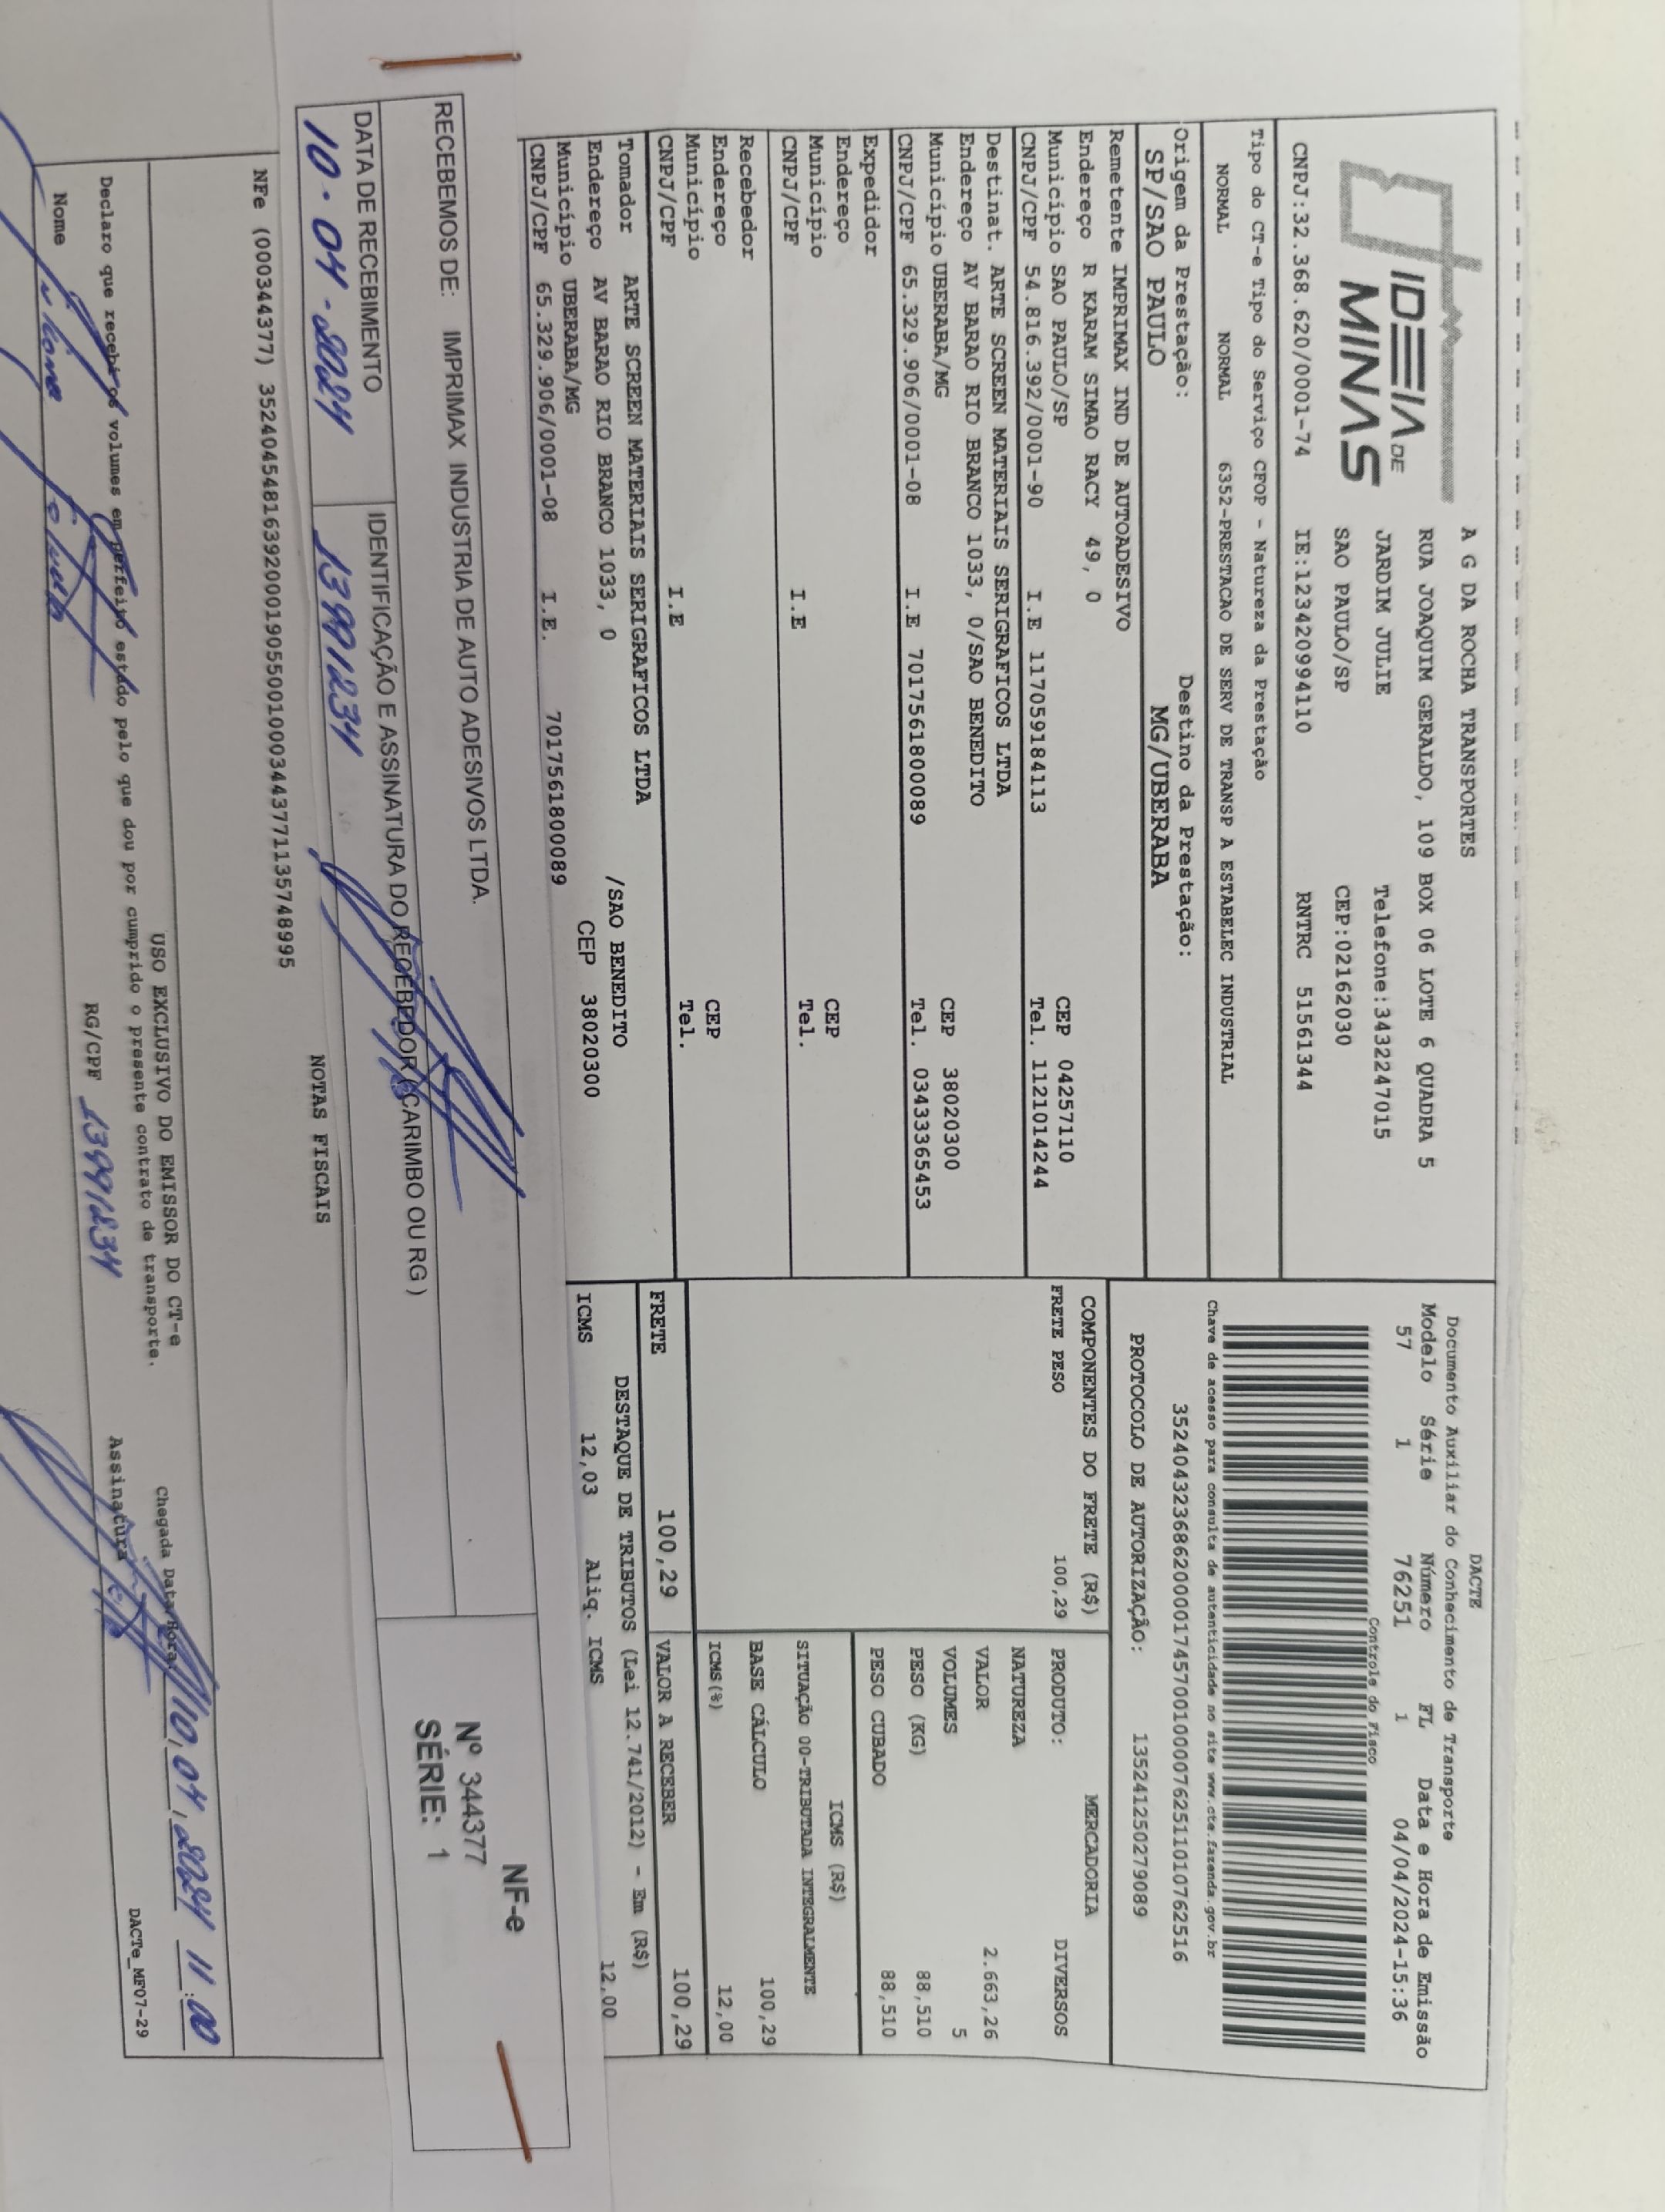 IDEIA DE
MINAS
A G DA ROCHA TRANSPORTES
RUA JOAQUIM GERALDO, 109 BOX 06 LOTE 6 QUADRA 5
JARDIM JULIE Telefone:3432247015
SAO PAULO/SP CEP:02162030
CNPJ:32.368.620/0001-74 IE:123420994110 RNTRC 51561344
Tipo do CT-e Tipo do Serviço CFOP - Natureza da Prestação
NORMAL NORMAL 6352-PRESTACAO DE SERV DE TRANSP A ESTABELEC INDUSTRIAL
Origem da Prestação: Destino da Prestação:
SP/SAO PAULO MG/UBERABA
Remetente IMPRIMAX IND DE AUTOADESIVO
Endereço R KARAM SIMAO RACY 49, 0
Município SAO PAULO/SP CEP 04257110
CNPJ/CPF 54.816.392/0001-90 I.E 117059184113 Tel. 1121014244
Destinat. ARTE SCREEN MATERIAIS SERIGRAFICOS LTDA
Endereço AV BARAO RIO BRANCO 1033, 0/SAO BENEDITO
Município UBERABA/MG CEP 38020300
CNPJ/CPF 65.329.906/0001-08 I.E 7017561800089 Tel. 03433365453
Expedidor
Endereço
Município CEP
CNPJ/CPF I.E Tel.
Recebedor
Endereço
Município CEP
CNPJ/CPF I.E Tel.
Tomador ARTE SCREEN MATERIAIS SERIGRAFICOS LTDA
Endereço AV BARAO RIO BRANCO 1033, 0 /SAO BENEDITO
Município UBERABA/MG CEP 38020300
CNPJ/CPF 65.329.906/0001-08 I.E. 7017561800089
DACTE
Documento Auxiliar do Conhecimento de Transporte
Modelo Série Número FL Data e Hora de Emissão
57 1 76251 1 04/04/2024-15:36
Controle do Fisco
Chave de acesso para consulta de autenticidade no site www.cte.fazenda.gov.br
35240432368620000174570010000762511010762516
PROTOCOLO DE AUTORIZAÇÃO: 135241250279089
COMPONENTES DO FRETE (R$)
FRETE PESO 100,29
MERCADORIA
PRODUTO: DIVERSOS
NATUREZA
VALOR 2.663,26
VOLUMES 5
PESO (KG) 88,510
PESO CUBADO 88,510
ICMS (R$)
SITUAÇÃO 00-TRIBUTADA INTEGRALMENTE
BASE CÁLCULO 100,29
ICMS(%) 12,00
FRETE 100,29 VALOR A RECEBER 100,29
DESTAQUE DE TRIBUTOS (Lei 12.741/2012) - Em (R$)
ICMS 12,03 Aliq. ICMS 12,00
RECEBEMOS DE: IMPRIMAX INDUSTRIA DE AUTO ADESIVOS LTDA.
DATA DE RECEBIMENTO IDENTIFICAÇÃO E ASSINATURA DO RECEBEDOR (CARIMBO OU RG )
10.04.2024 13991234
NF-e
Nº 344377
SÉRIE: 1
NOTAS FISCAIS
NFe (000344377) 35240454816392000190550010003443771135748995
USO EXCLUSIVO DO EMISSOR DO CT-e
Declaro que recebi os volumes em perfeito estado pelo que dou por cumprido o presente contrato de transporte.
Chegada Data/Hora: 10, 04, 2024 11:00
Nome RG/CPF 13991234 Assinatura
DACTe_MF07-29